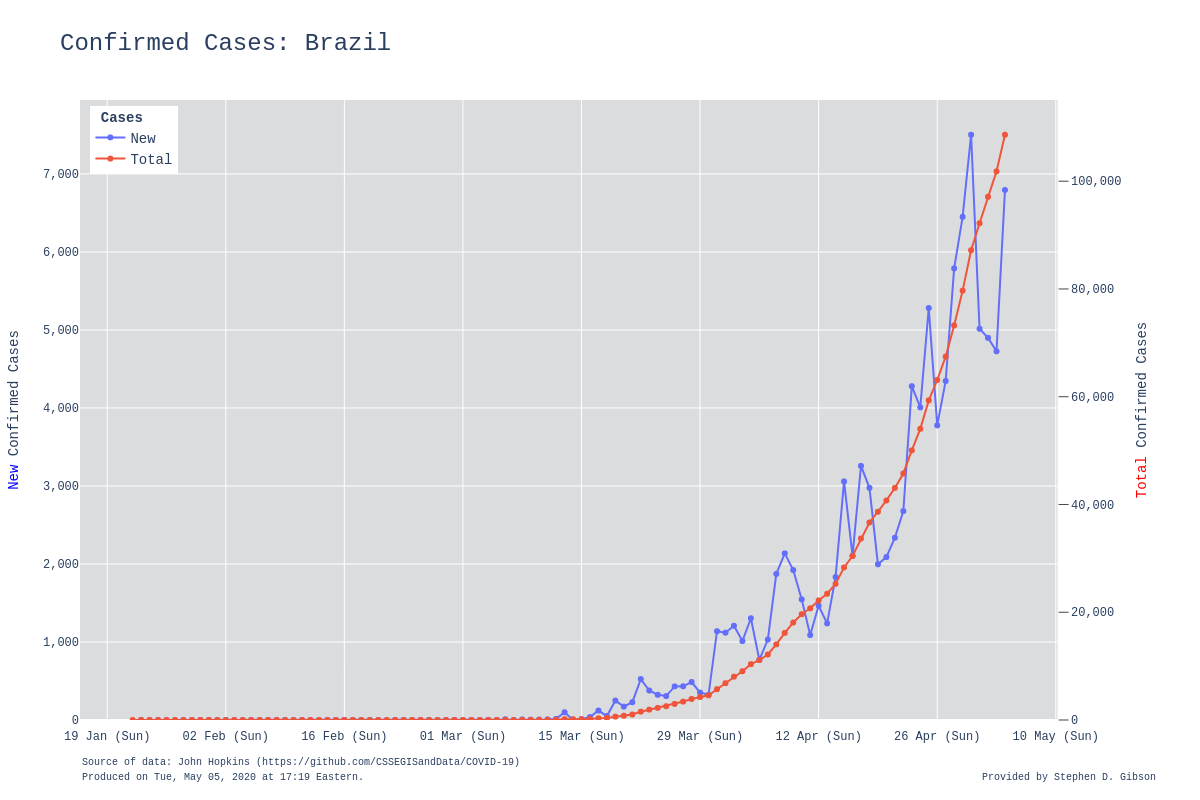 Confirmed Cases: Brazil
Cases
New
Total
7,000
6,000
5,000
4,000
3,000
2,000
1,000
0
100,000
80,000
60,000
40,000
20,000
0
New Confirmed Cases
Total Confirmed Cases
19 Jan (Sun)
02 Feb (Sun)
16 Feb (Sun)
01 Mar (Sun)
15 Mar (Sun)
29 Mar (Sun)
12 Apr (Sun)
26 Apr (Sun)
10 May (Sun)
Source of data: John Hopkins (https://github.com/CSSEGISandData/COVID-19)
Produced on Tue, May 05, 2020 at 17:19 Eastern.
Provided by Stephen D. Gibson